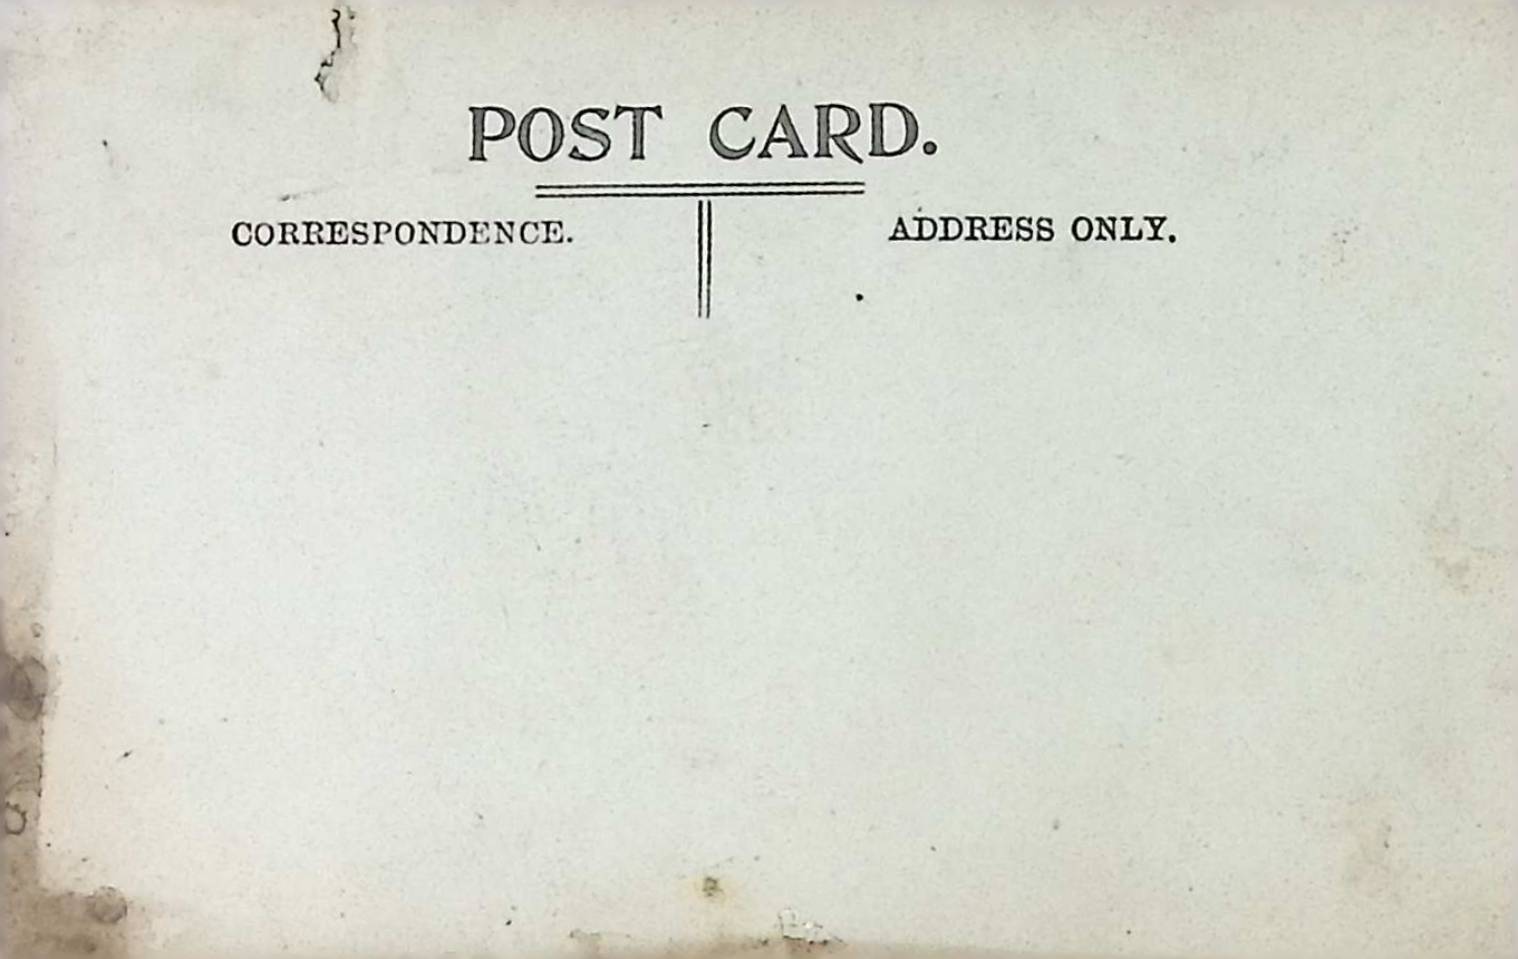 POST CARD.
CORRESPONDENCE.
ADDRESS ONLY.